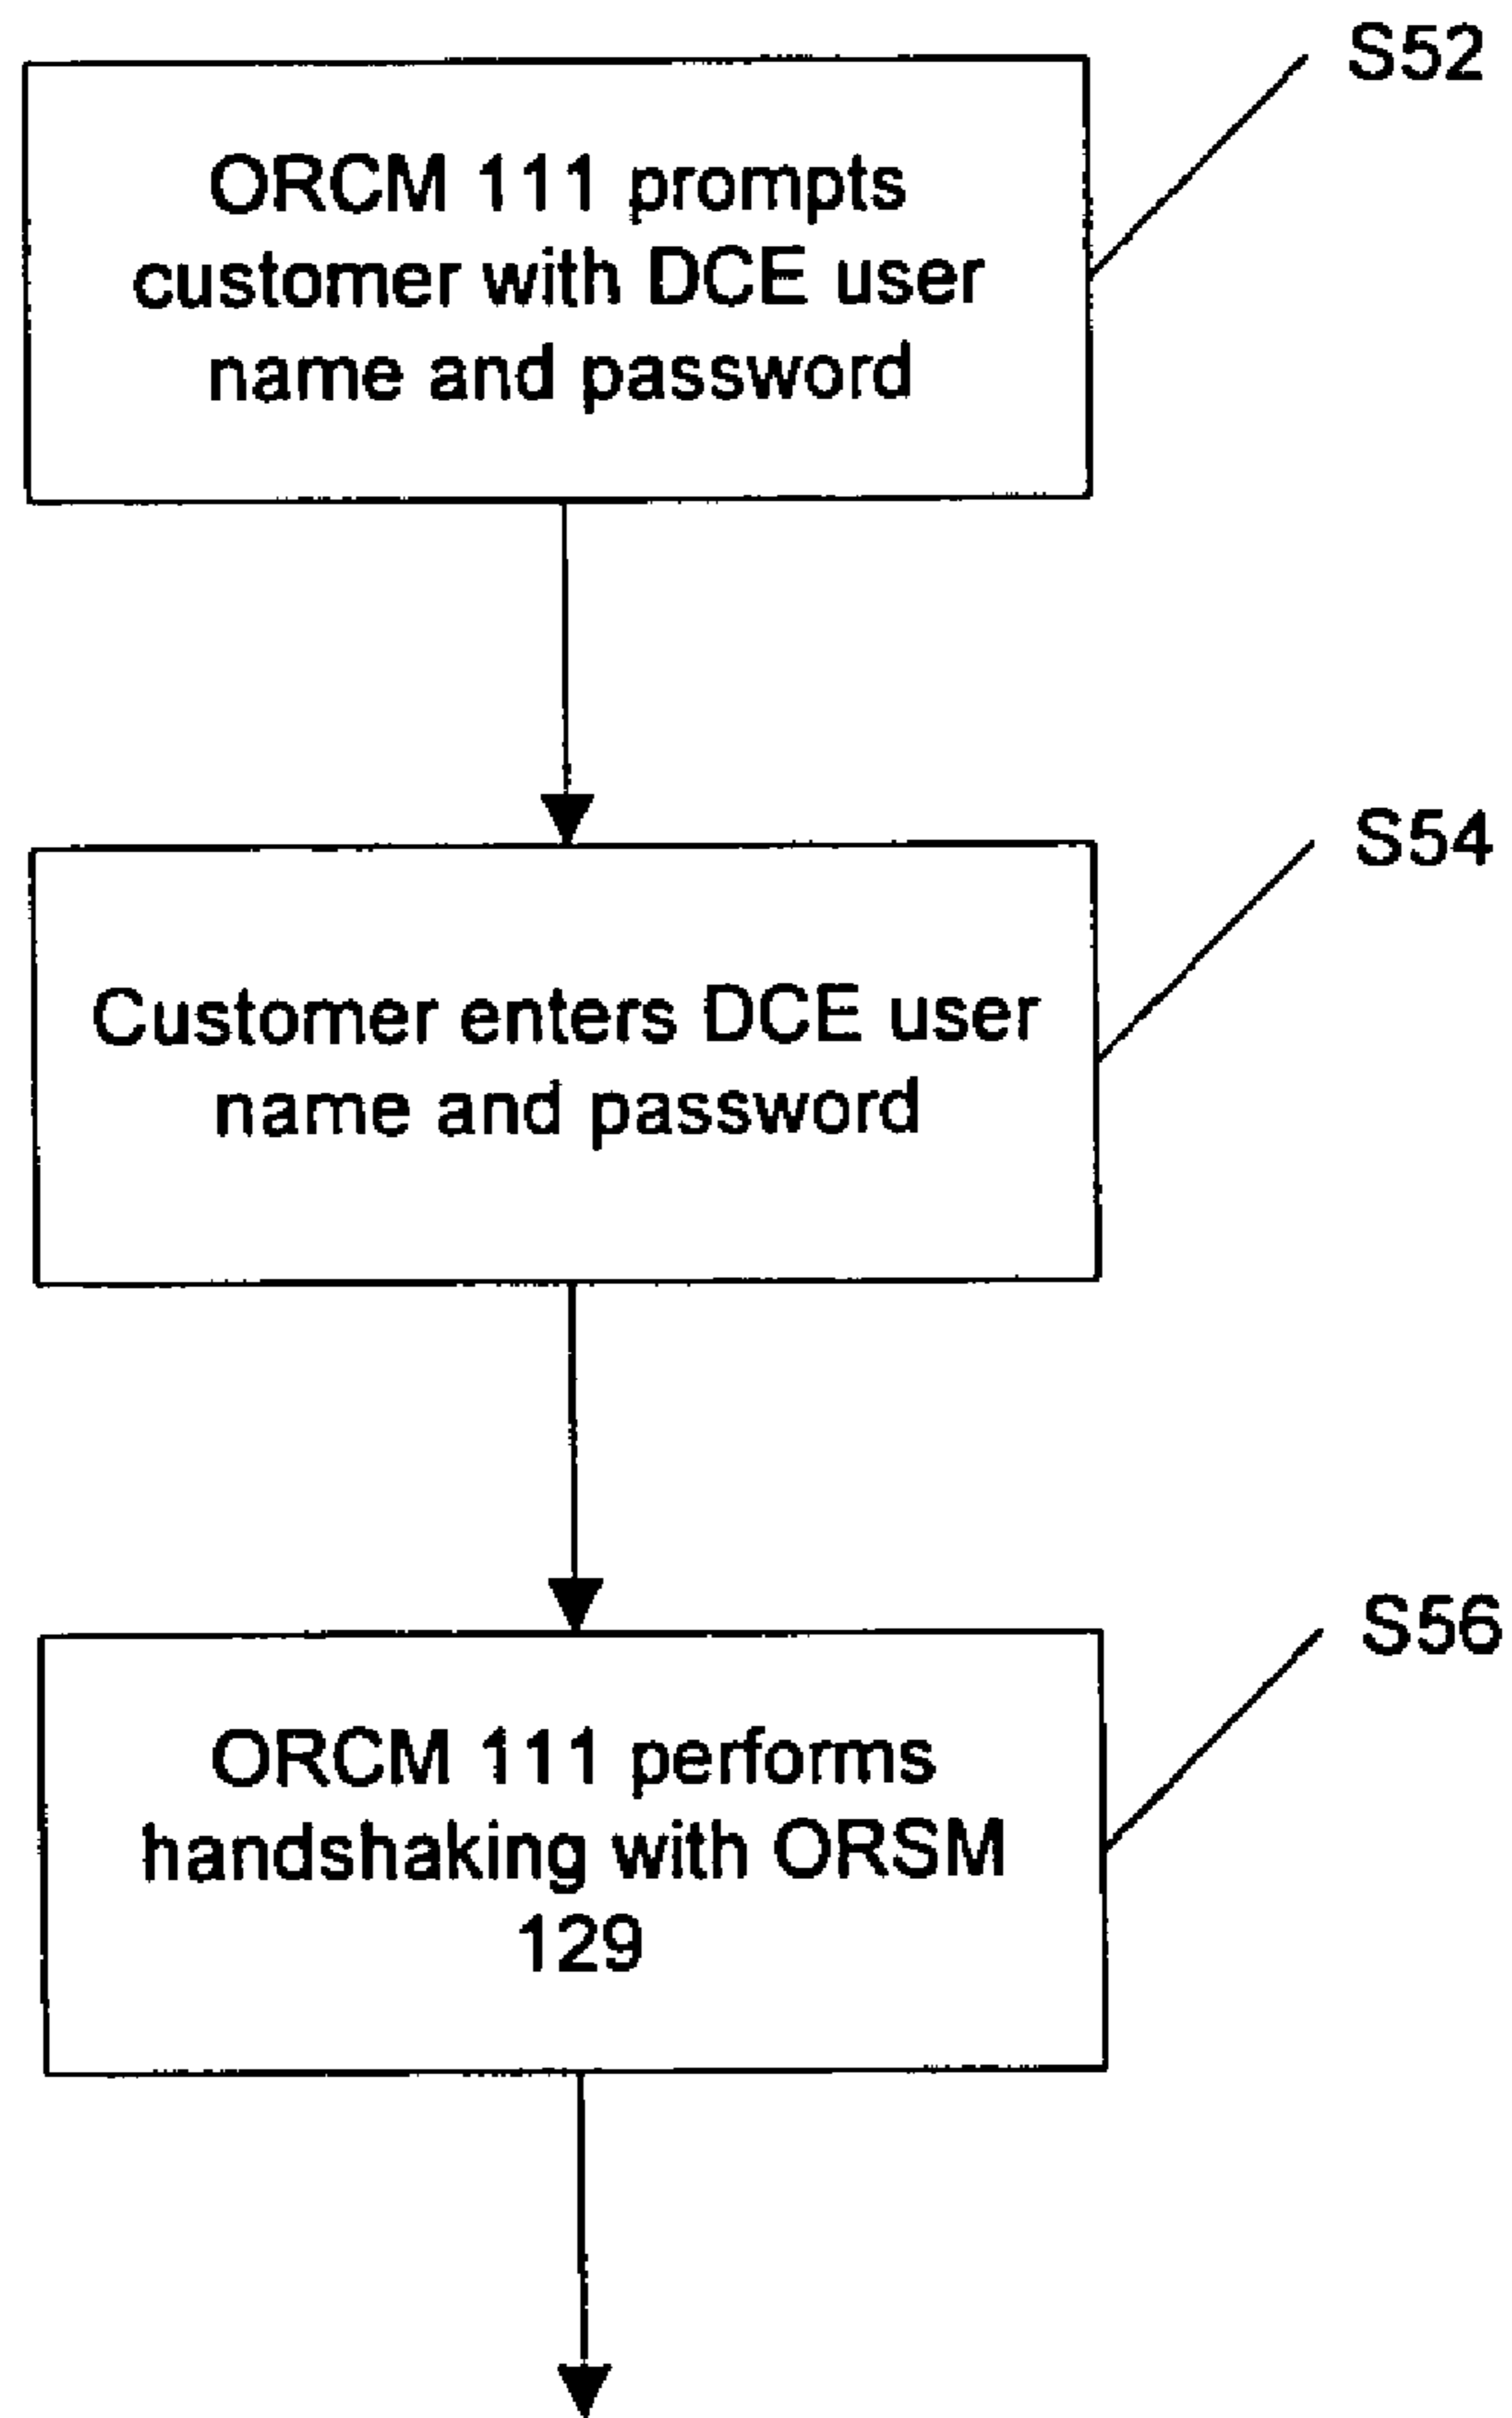 S52
ORCM 111 prompts
customer with DCE user
name and password
S54
Customer enters DCE user
name and password
S56
ORCM 111 performs
handshaking with ORSM
129